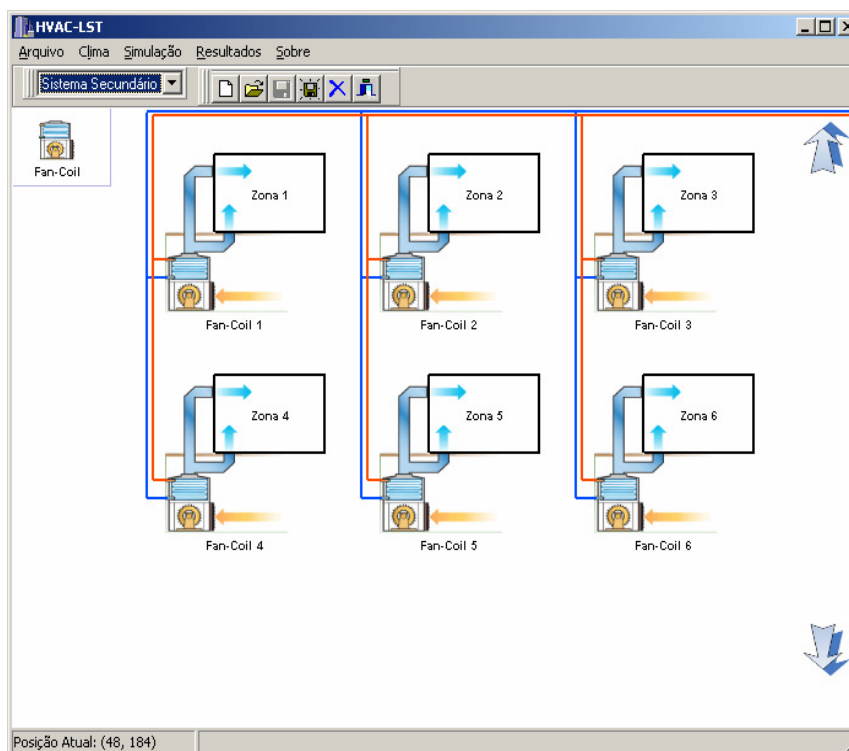 HVAC-LST
Arquivo Clima Simulação Resultados Sobre
Sistema Secundário
Fan-Coil
Zona 1 Zona 2 Zona 3
Fan-Coil 1 Fan-Coil 2 Fan-Coil 3
Zona 4 Zona 5 Zona 6
Fan-Coil 4 Fan-Coil 5 Fan-Coil 6
Posição Atual: (48, 184)